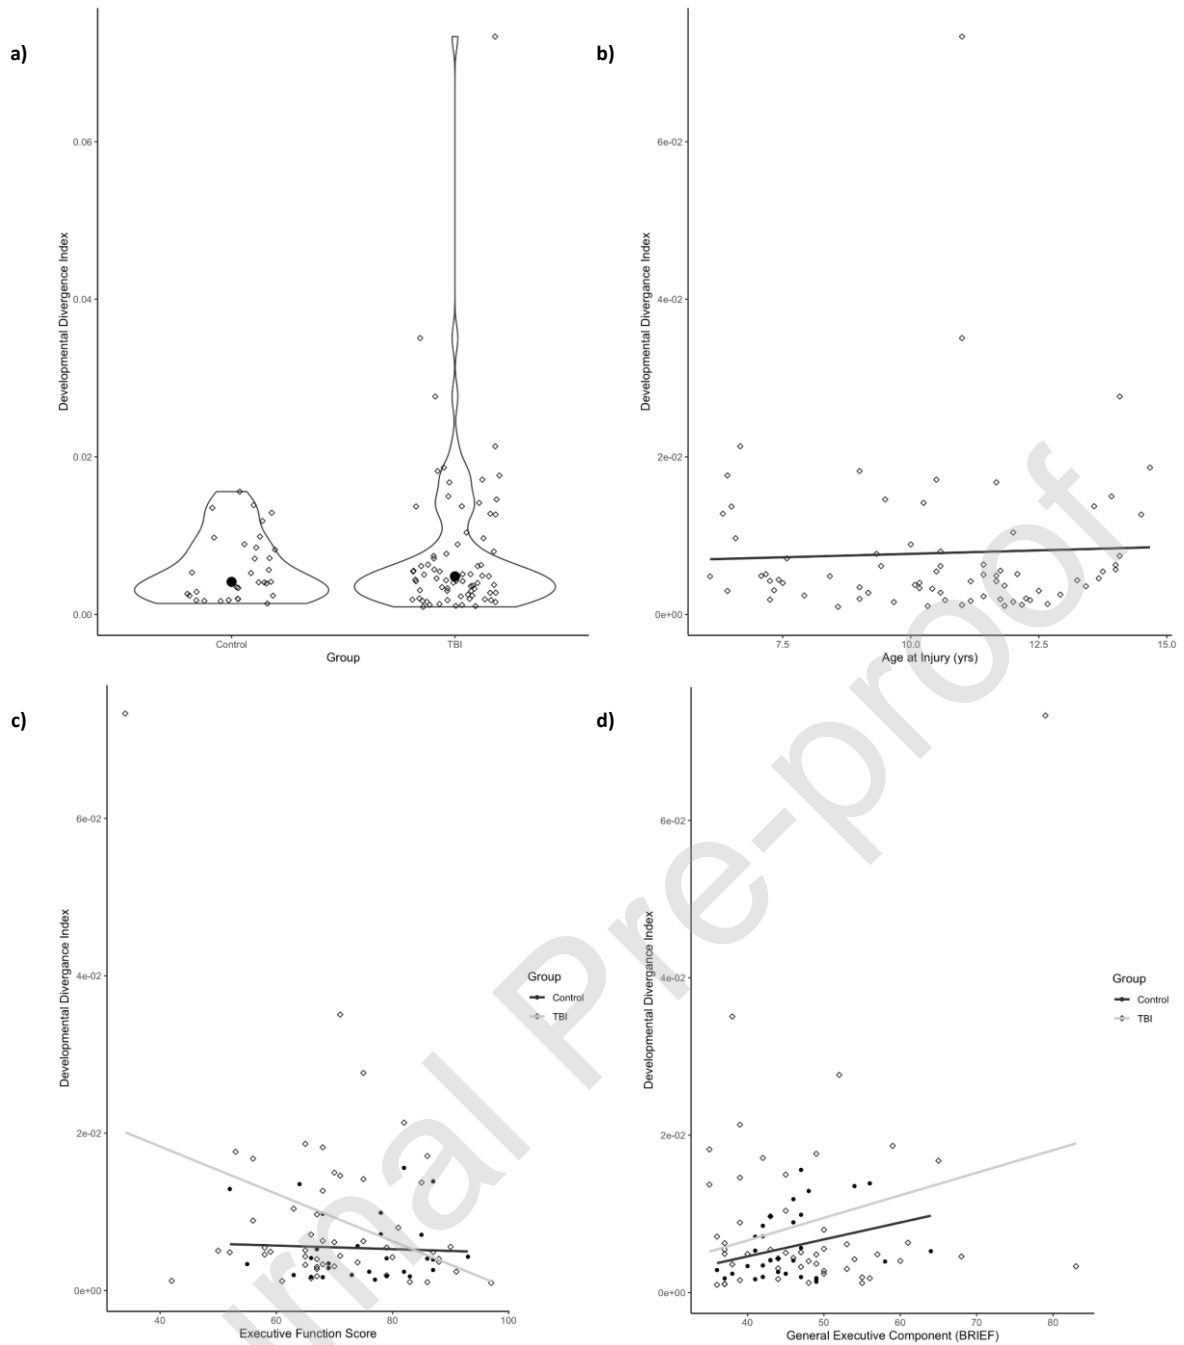 a)
Developmental Divergence Index
0.06
0.04
0.02
0.00
Control
TBI
Group
b)
Developmental Divergence Index
6e-02
4e-02
2e-02
0e+00
7.5
10.0
12.5
15.0
Age at Injury (yrs)
c)
Developmental Divergance Index
6e-02
4e-02
2e-02
0e+00
40
60
80
100
Executive Function Score
Group
Control
TBI
d)
Developmental Divergance Index
6e-02
4e-02
2e-02
0e+00
40
50
60
70
80
General Executive Component (BRIEF)
Group
Control
TBI
urnal Pre-proof